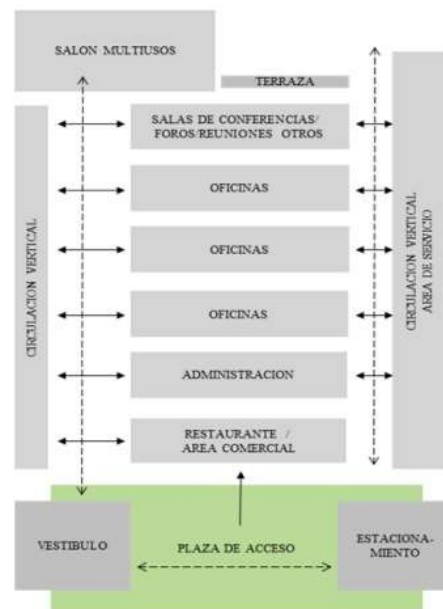 SALON MULTIUSOS
TERRAZA
SALAS DE CONFERENCIAS/
FOROS/REUNIONES OTROS
OFICINAS
OFICINAS
OFICINAS
ADMINISTRACION
RESTAURANTE /
AREA COMERCIAL
CIRCULACION VERTICAL
CIRCULACION VERTICAL
AREA DE SERVICIO
VESTIBULO
PLAZA DE ACCESO
ESTACIONA-
MIENTO